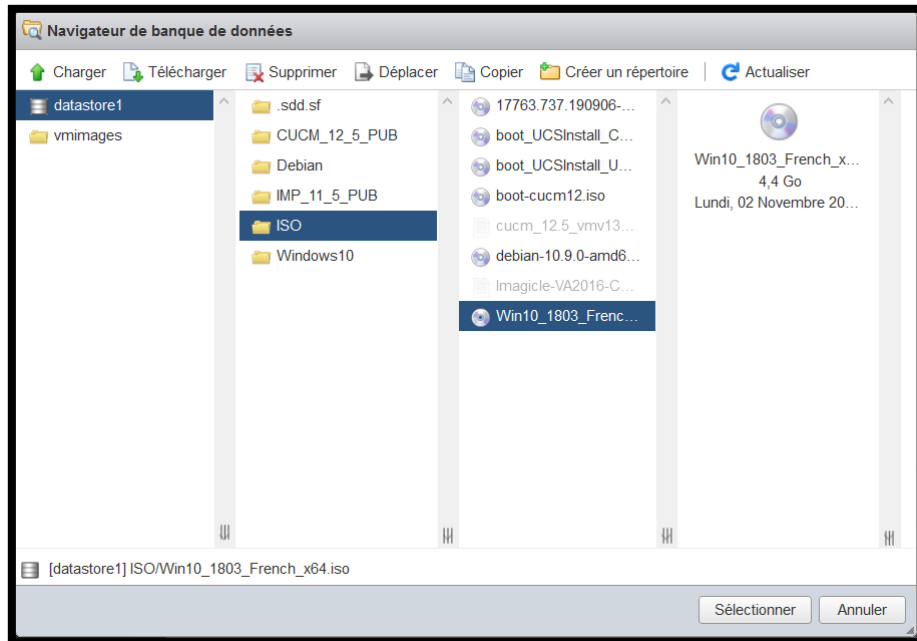 Navigateur de banque de données
Charger Télécharger Supprimer Déplacer Copier Créer un répertoire Actualiser
datastore1
vmimages
.sdd.sf
CUCM_12_5_PUB
Debian
IMP_11_5_PUB
ISO
Windows10
17763.737.190906-...
boot_UCSInstall_C...
boot_UCSInstall_U...
boot-cucm12.iso
cucm_12.5_vmv13...
debian-10.9.0-amd6...
Imagicle-VA2016-C...
Win10_1803_Frenc...
Win10_1803_French_x...
4,4 Go
Lundi, 02 Novembre 20...
[datastore1] ISO/Win10_1803_French_x64.iso
Sélectionner Annuler